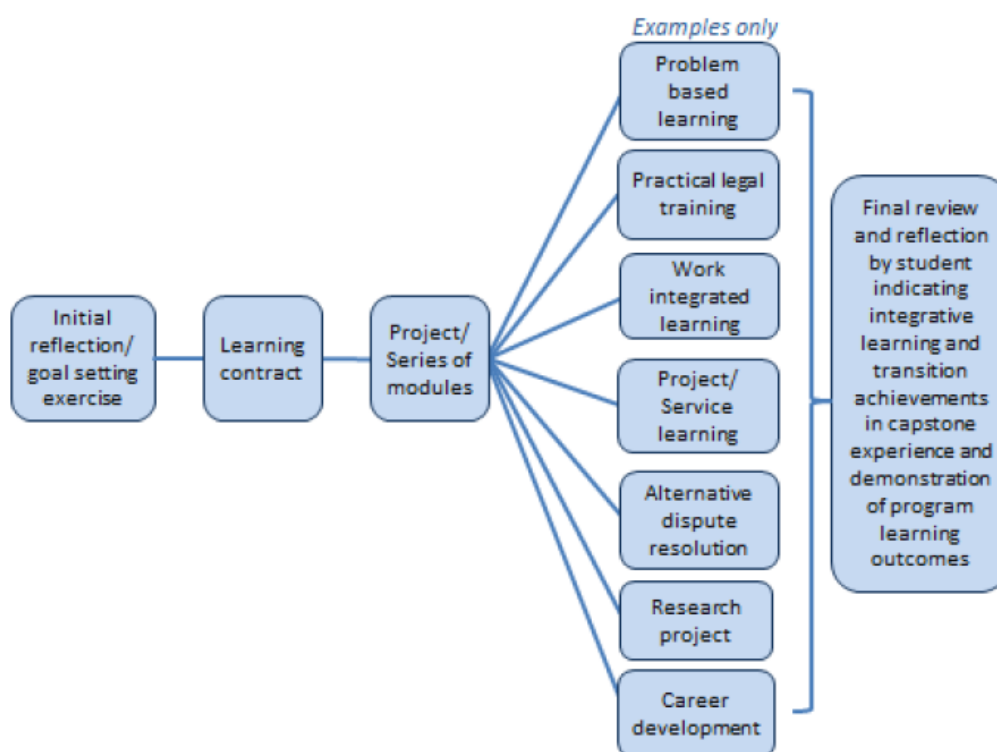 Examples only
Initial
reflection/
goal setting
exercise
Learning
contract
Project/
Series of
modules
Problem
based
learning
Practical legal
training
Work
integrated
learning
Project/
Service
learning
Alternative
dispute
resolution
Research
project
Career
development
Final review
and reflection
by student
indicating
integrative
learning and
transition
achievements
in capstone
experience and
demonstration
of program
learning
outcomes